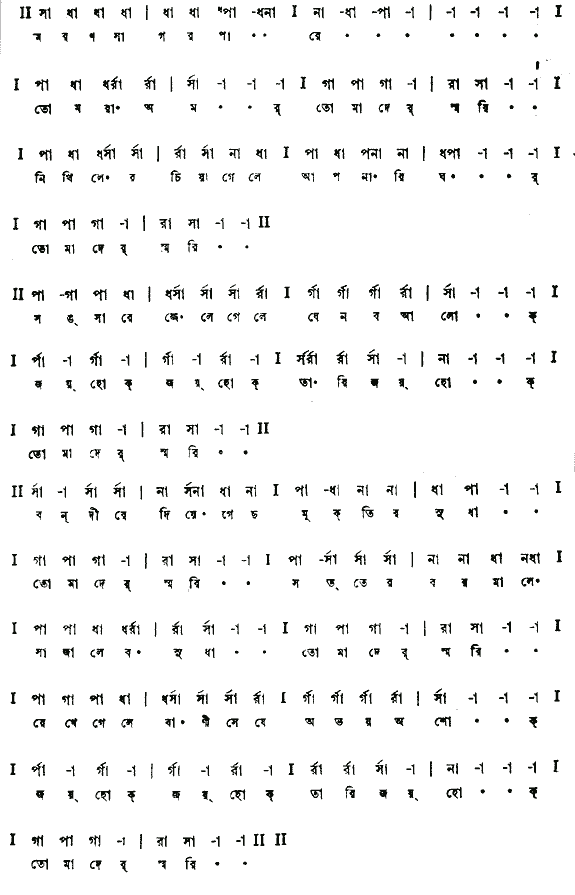 II সা ধা ধা ধা | ধা ধা ধপা -ধনা I না -ধা -পা -া | -া -া -া -া I
ম র ণ সা গ র পা • • রে • • • • • • •
I পা ধা ধর্রা র্রা | র্সা -া -া -া I গা পা গা -া | রা সা -া -া I
তো ম রা• অ ম • • র্ তো মা দের্ স্ম রি • •
I পা ধা ধর্সা র্সা | র্রা র্সা না ধা I পা ধা পনা না | ধপা -া -া -া I
নি খি লে• র চি য়া গে লে আ প না• রি ঘ• • • র্
I গা পা গা -া | রা সা -া -া II
তো মা দের্ স্ম রি • •
II পা -গা পা ধা | ধর্সা র্সা র্সা র্রা I র্গা র্গা র্গা র্রা | র্সা -া -া -া I
স ঙ্ সা রে জ্বে• লে গে লে যে ন ব আ লো • • ক্
I র্পা -া র্গা -া | র্গা -া র্রা -া I র্সর্রা র্রা র্সা -া | না -া -া -া I
জ য়্ হো ক্ জ য়্ হো ক্ তা• রি জ য়্ হো • • ক্
I গা পা গা -া | রা সা -া -া II
তো মা দের্ স্ম রি • •
II র্সা -া র্সা র্সা | না র্সনা ধা না I পা -ধা না না | ধা পা -া -া I
ব ন্ দী রে দি য়ে• গে ছ মু ক্ তি র সু ধা • •
I গা পা গা -া | রা সা -া -া I পা -র্সা র্সা র্সা | না না ধা নধা I
তো মা দের্ স্ম রি • • স ত্ তে র ব র মা লে•
I পা পা ধা ধর্রা | র্রা র্সা -া -া I গা পা গা -া | রা সা -া -া I
সা জা লে ব• সু ধা • • তো মা দের্ স্ম রি • •
I পা গা পা ধা | ধর্সা র্সা র্সা র্রা I র্গা র্গা র্গা র্রা | র্সা -া -া -া I
রে খে গে লে বা• ণী সে যে অ ভ য় অ শো • • ক্
I র্পা -া র্গা -া | র্গা -া র্রা -া I র্রা র্রা র্সা -া | না -া -া -া I
জ য়্ হো ক্ জ য়্ হো ক্ তা রি জ য়্ হো • • ক্
I গা পা গা -া | রা সা -া -া II II
তো মা দের্ স্ম রি • •